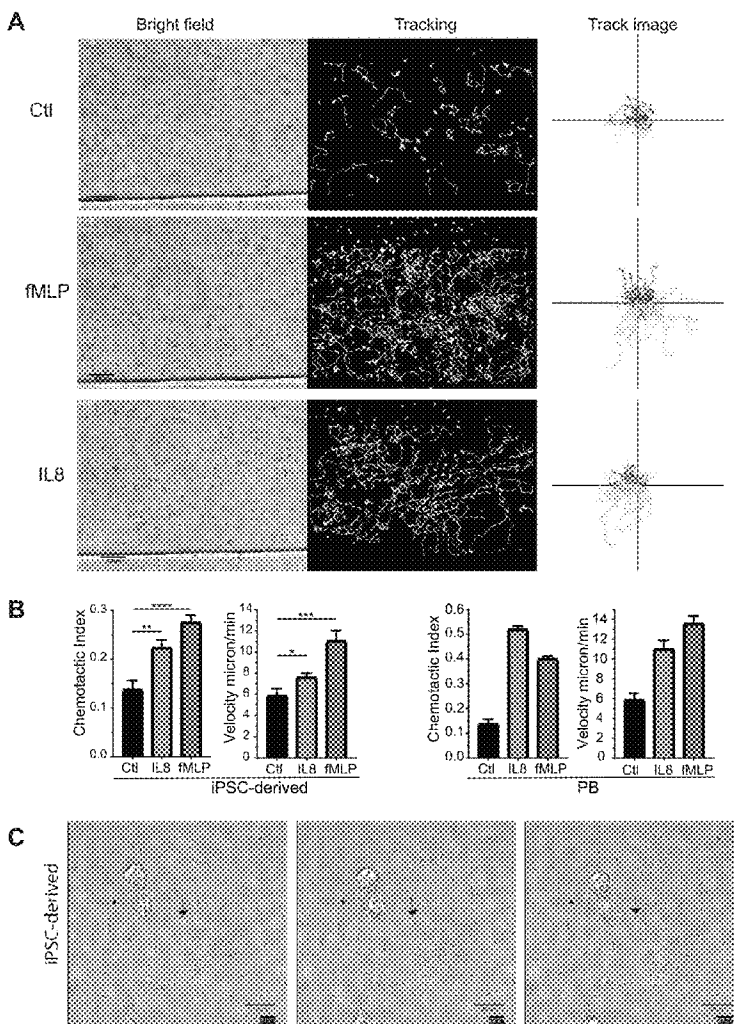 A
Bright field Tracking Track image
Ctl
fMLP
IL8
B
Chemotactic Index
0.3
0.2
0.1
0.0
Ctl IL8 fMLP
**
****
Velocity micron/min
14
12
10
8
6
4
2
0
Ctl IL8 fMLP
*
***
iPSC-derived
Chemotactic Index
0.6
0.5
0.4
0.3
0.2
0.1
0.0
Ctl IL8 fMLP
Velocity micron/min
14
12
10
8
6
4
2
0
Ctl IL8 fMLP
PB
C
iPSC-derived